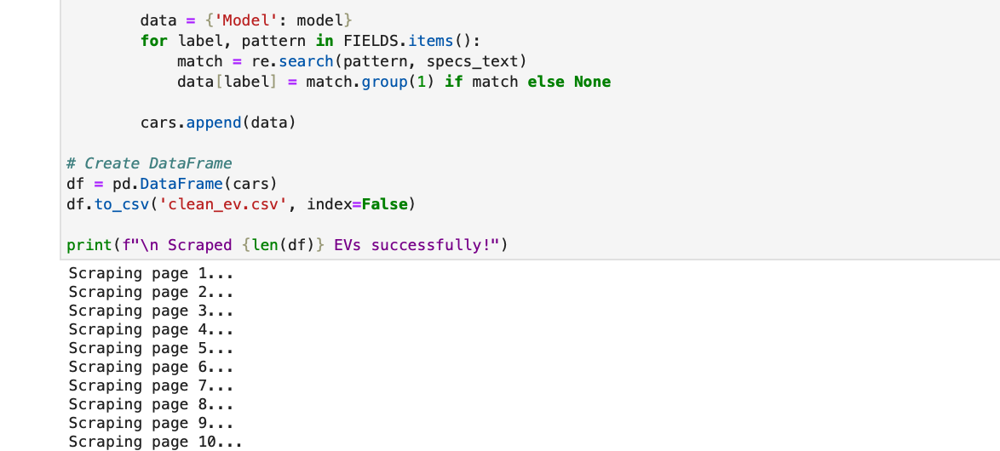 data = {'Model': model}
for label, pattern in FIELDS.items():
match = re.search(pattern, specs_text)
data[label] = match.group(1) if match else None
cars.append(data)
# Create DataFrame
df = pd.DataFrame(cars)
df.to_csv('clean_ev.csv', index=False)
print(f"\n Scraped {len(df)} EVs successfully!")
Scraping page 1...
Scraping page 2...
Scraping page 3...
Scraping page 4...
Scraping page 5...
Scraping page 6...
Scraping page 7...
Scraping page 8...
Scraping page 9...
Scraping page 10...